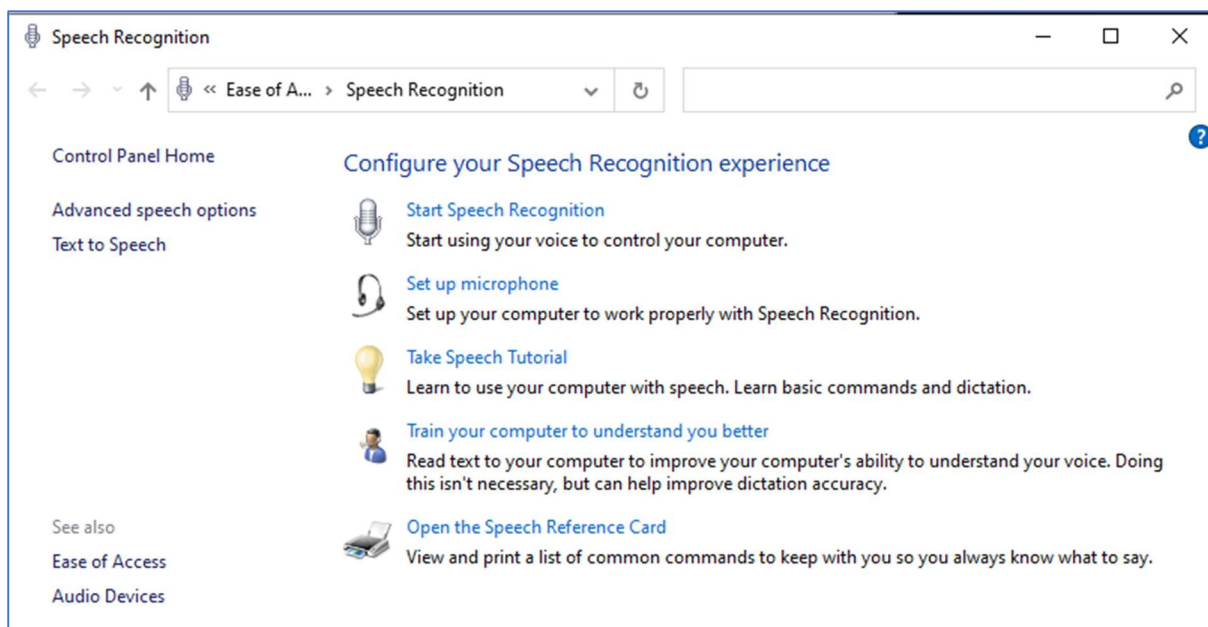 Speech Recognition
« Ease of A... › Speech Recognition
?
Control Panel Home
Advanced speech options
Text to Speech
Configure your Speech Recognition experience
Start Speech Recognition
Start using your voice to control your computer.
Set up microphone
Set up your computer to work properly with Speech Recognition.
Take Speech Tutorial
Learn to use your computer with speech. Learn basic commands and dictation.
Train your computer to understand you better
Read text to your computer to improve your computer's ability to understand your voice. Doing
this isn't necessary, but can help improve dictation accuracy.
Open the Speech Reference Card
View and print a list of common commands to keep with you so you always know what to say.
See also
Ease of Access
Audio Devices